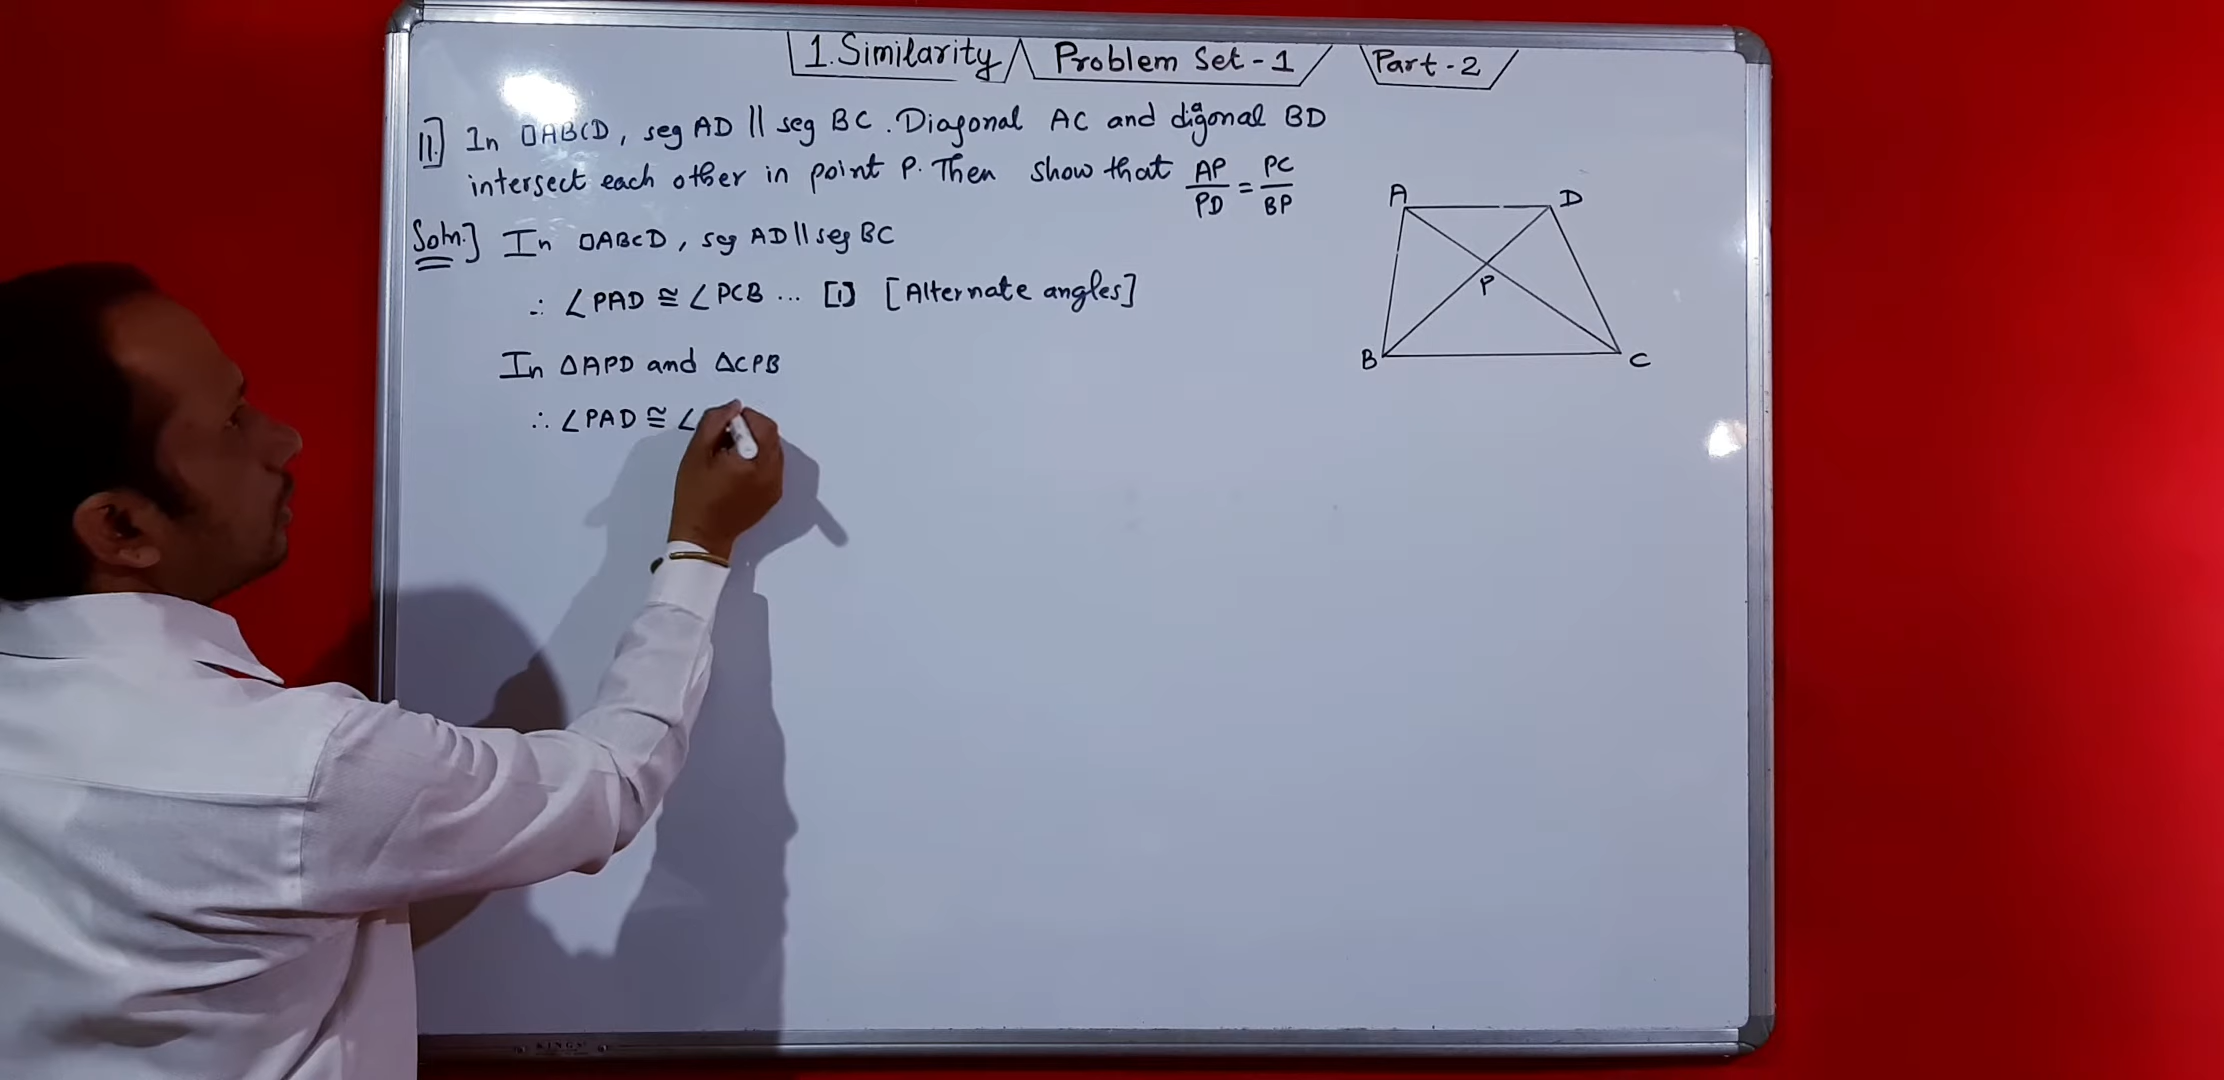 1. Similarity Problem Set - 1 Part - 2
11.] In □ABCD, seg AD || seg BC. Diagonal AC and digonal BD
intersect each other in point P. Then show that AP/PD = PC/BP
Soln.] In □ABCD, seg AD || seg BC
∴ ∠PAD ≅ ∠PCB ... [1] [Alternate angles]
In ΔAPD and ΔCPB
∴ ∠PAD ≅ ∠
A D
P
B C
KINGS